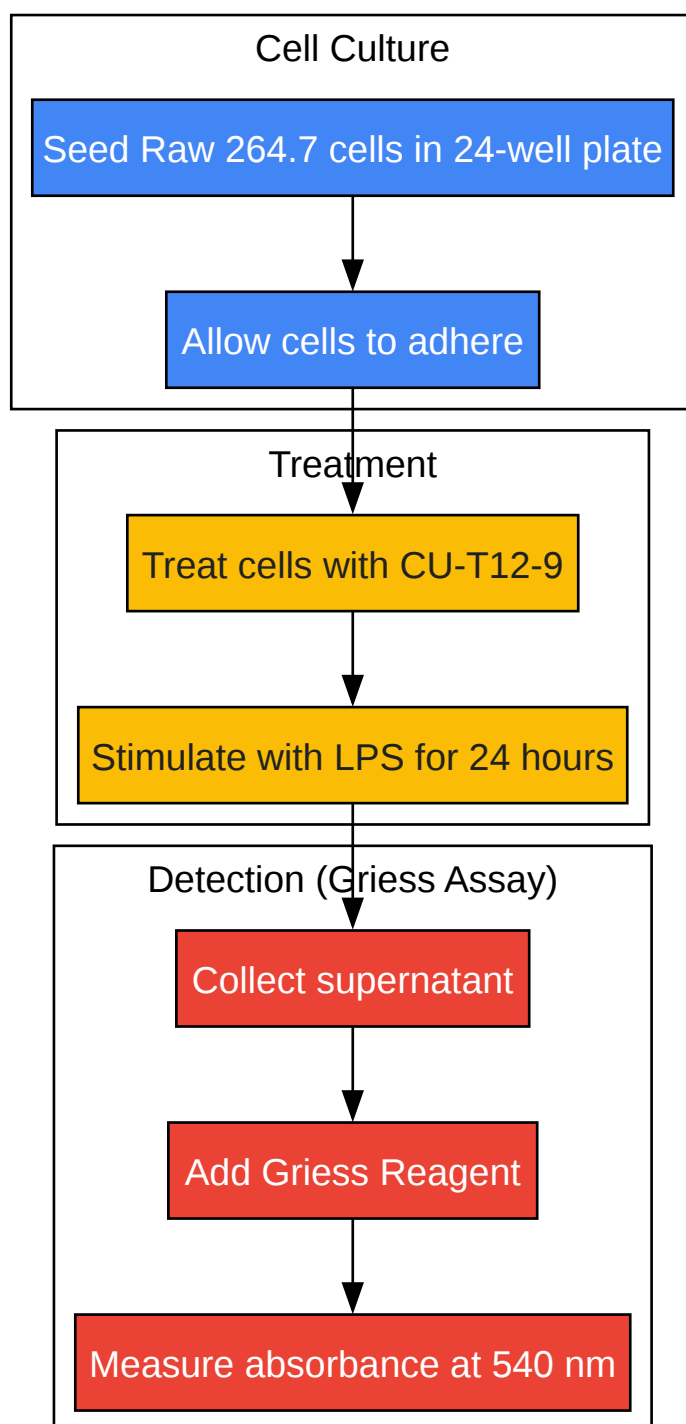 Cell Culture
Seed Raw 264.7 cells in 24-well plate
Allow cells to adhere
Treatment
Treat cells with CU-T12-9
Stimulate with LPS for 24 hours
Detection (Griess Assay)
Collect supernatant
Add Griess Reagent
Measure absorbance at 540 nm